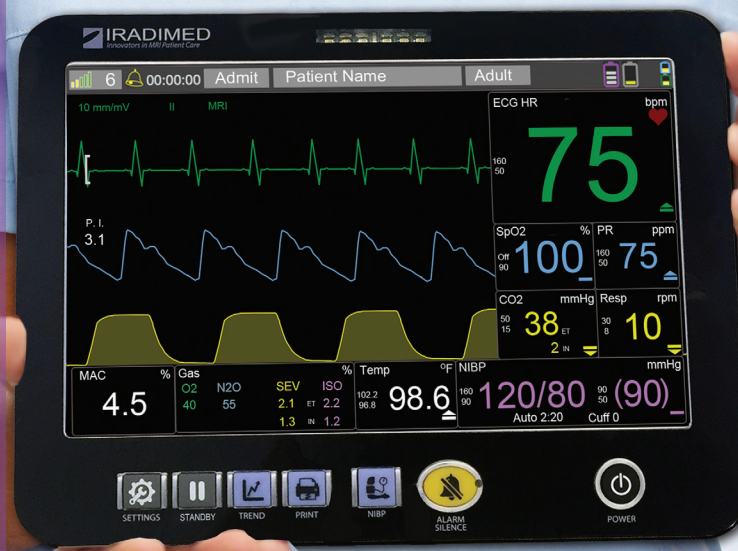 IRADIMED
Innovators in MRI Patient Care
6 00:00:00 Admit Patient Name Adult
10 mm/mV II MRI
ECG HR bpm
160
50
75
P. I.
3.1
SpO2 %
Off
90
100
PR ppm
160
50
75
CO2 mmHg
50
15
38 ET
2 IN
Resp rpm
30
8
10
MAC %
4.5
Gas %
O2 N2O SEV ISO
40 55 2.1 ET 2.2
1.3 IN 1.2
Temp °F
102.2
96.8
98.6
NIBP mmHg
160
90
120/80
90
50
(90)
Auto 2:20 Cuff 0
SETTINGS STANDBY TREND PRINT NIBP ALARM SILENCE POWER